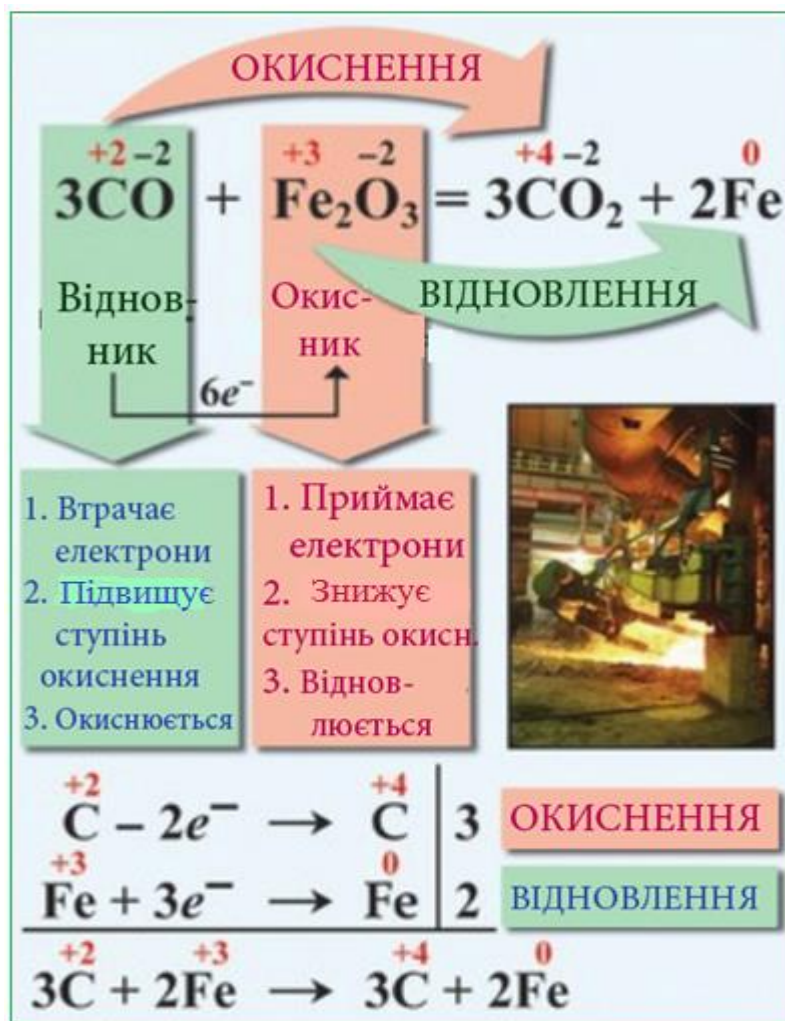 ОКИСНЕННЯ
+2 −2 +3 −2 +4 −2 0
3CO + Fe₂O₃ = 3CO₂ + 2Fe
Віднов-
ник
Окис-
ник
ВІДНОВЛЕННЯ
6e⁻
1. Втрачає
електрони
2. Підвищує
ступінь
окиснення
3. Окиснюється
1. Приймає
електрони
2. Знижує
ступінь окисн.
3. Віднов-
люється
+2 +4
C − 2e⁻ → C 3 ОКИСНЕННЯ
+3 0
Fe + 3e⁻ → Fe 2 ВІДНОВЛЕННЯ
+2 +3 +4 0
3C + 2Fe → 3C + 2Fe